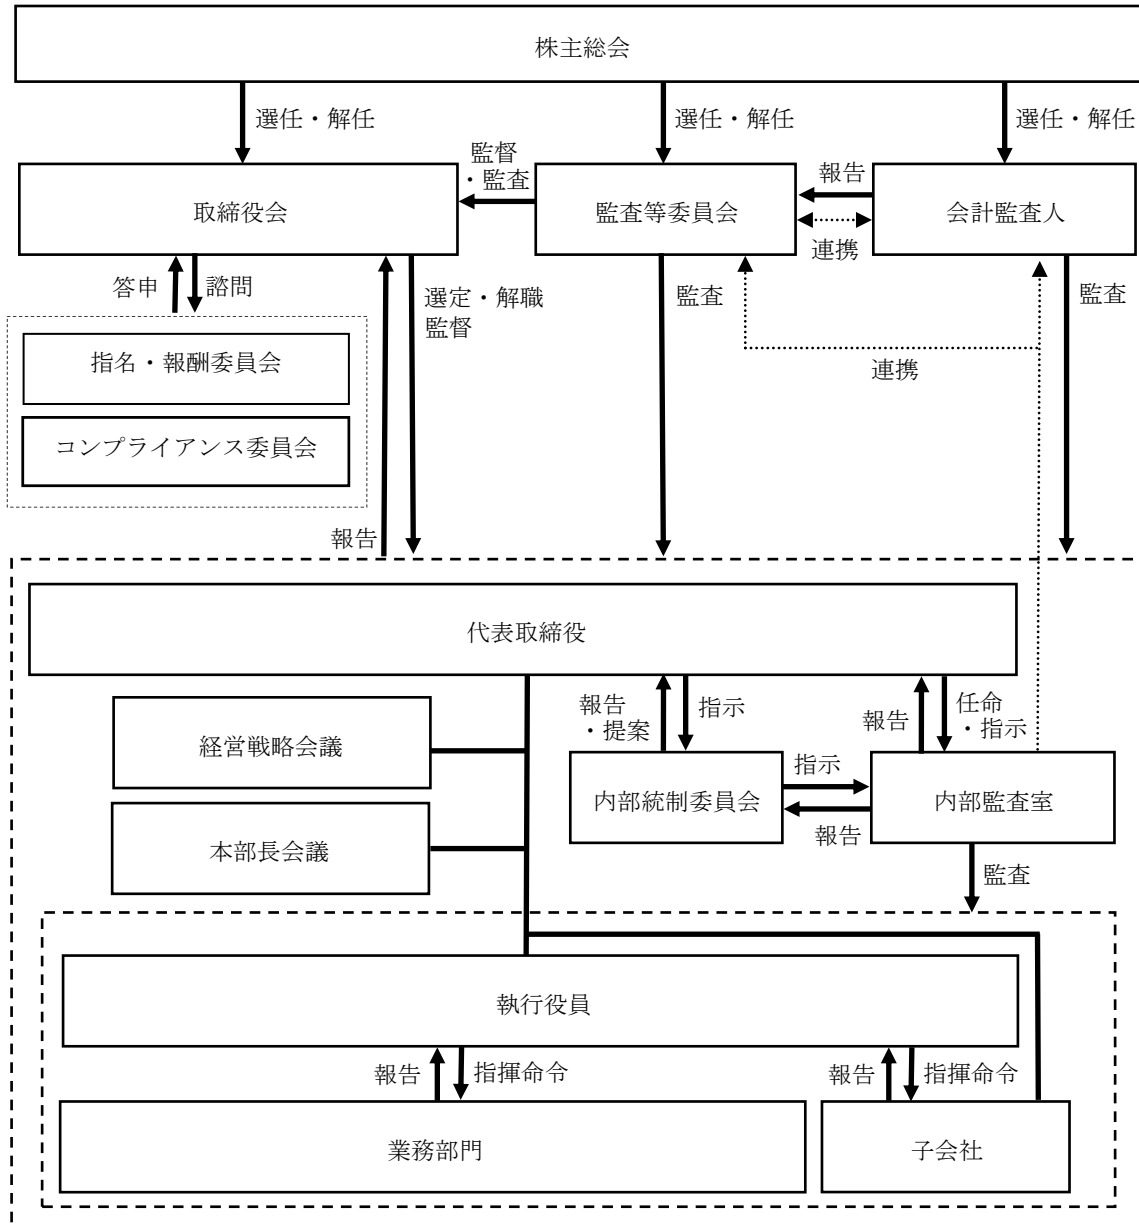 株主総会
選任・解任
選任・解任
選任・解任
監督
・監査
報告
取締役会
監査等委員会
会計監査人
連携
答申
諮問
選定・解職
監督
監査
監査
連携
指名・報酬委員会
コンプライアンス委員会
報告
代表取締役
報告
・提案
指示
報告
任命
・指示
経営戦略会議
指示
内部統制委員会
内部監査室
報告
本部長会議
監査
執行役員
報告
指揮命令
報告
指揮命令
業務部門
子会社